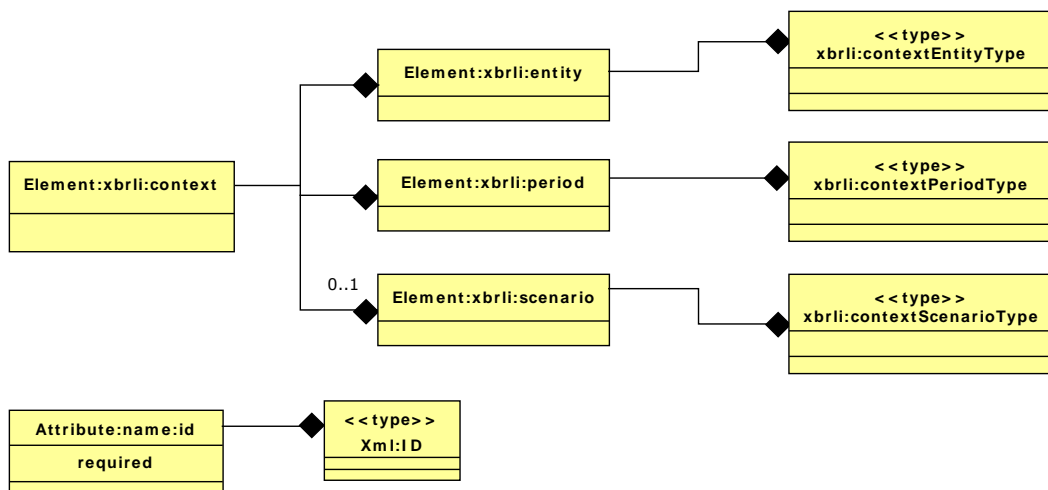 <<type>>
xbrli:contextEntityType
Element:xbrli:entity
<<type>>
xbrli:contextPeriodType
Element:xbrli:context
Element:xbrli:period
0..1
Element:xbrli:scenario
<<type>>
xbrli:contextScenarioType
Attribute:name:id
required
<<type>>
Xml:ID